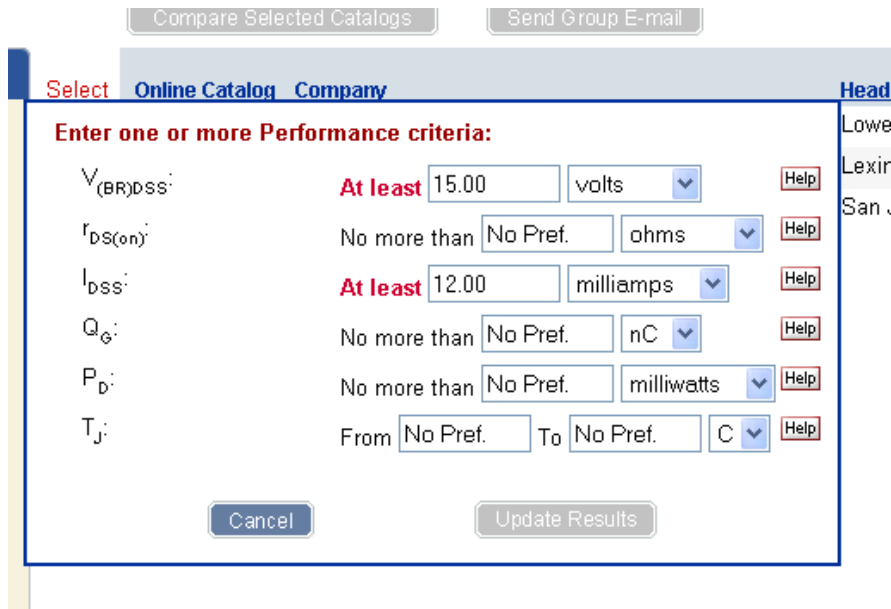 Compare Selected Catalogs Send Group E-mail
Select Online Catalog Company Head
Lowe
Lexin
San J
Enter one or more Performance criteria:
V(BR)DSS: At least 15.00 volts Help
rDS(on): No more than No Pref. ohms Help
IDSS: At least 12.00 milliamps Help
QG: No more than No Pref. nC Help
PD: No more than No Pref. milliwatts Help
TJ: From No Pref. To No Pref. C Help
Cancel Update Results